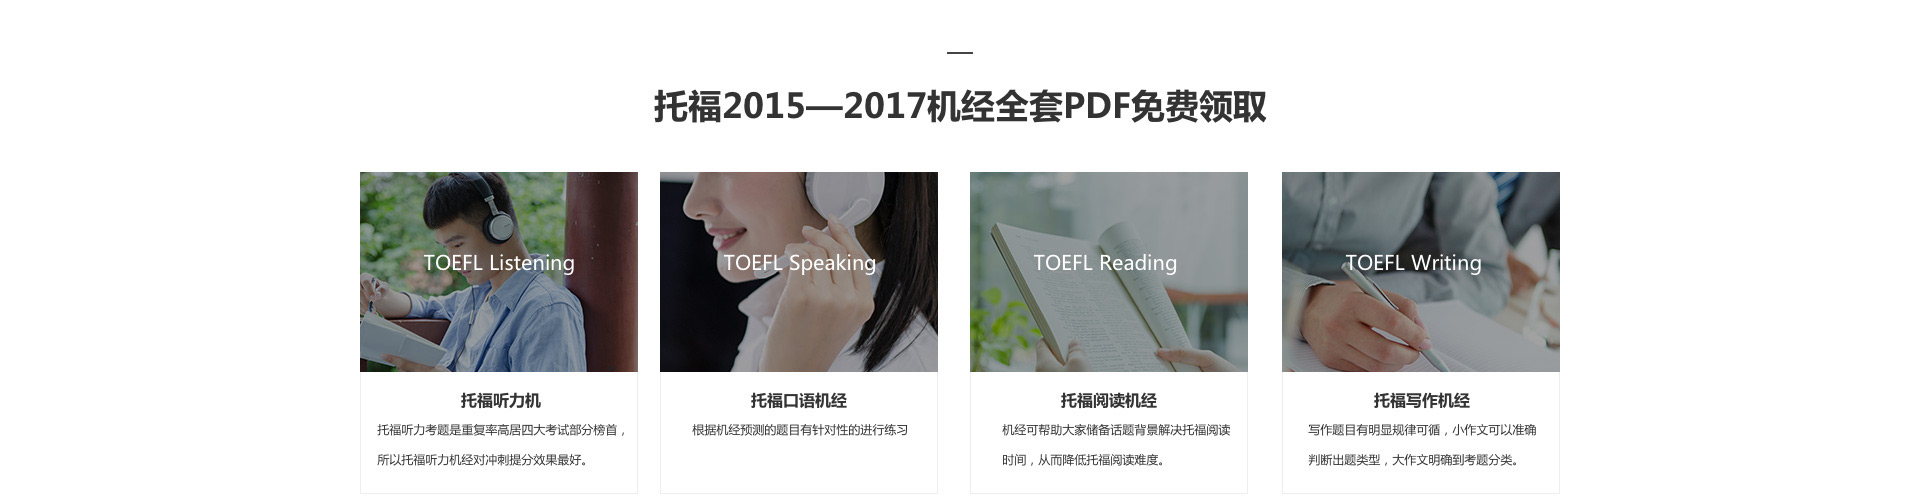 托福2015—2017机经全套PDF免费领取
TOEFL Listening
TOEFL Speaking
TOEFL Reading
TOEFL Writing
托福听力机
托福听力考题是重复率高居四大考试部分榜首，
所以托福听力机经对冲刺提分效果最好。
托福口语机经
根据机经预测的题目有针对性的进行练习
托福阅读机经
机经可帮助大家储备话题背景解决托福阅读
时间，从而降低托福阅读难度。
托福写作机经
写作题目有明显规律可循，小作文可以准确
判断出题类型，大作文明确到考题分类。